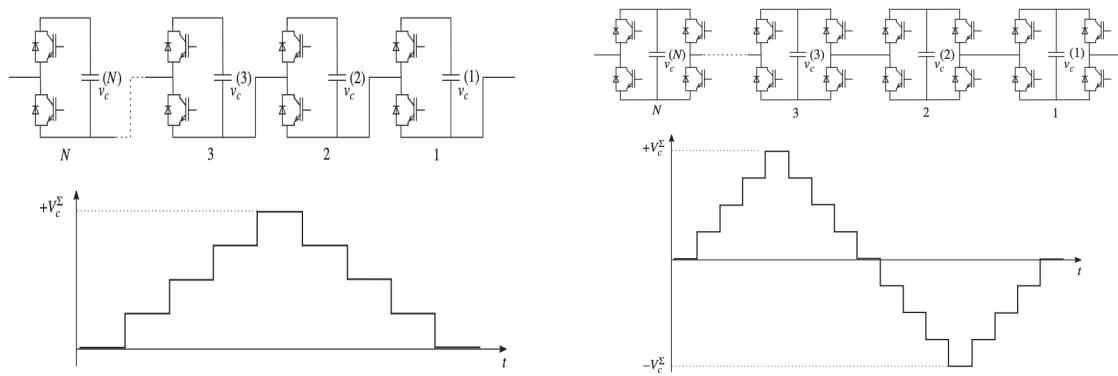 (N)
v_c
(3)
v_c
(2)
v_c
(1)
v_c
N
3
2
1
+V_c^Σ
t
(N)
v_c
(3)
v_c
(2)
v_c
(1)
v_c
N
3
2
1
+V_c^Σ
t
−V_c^Σ